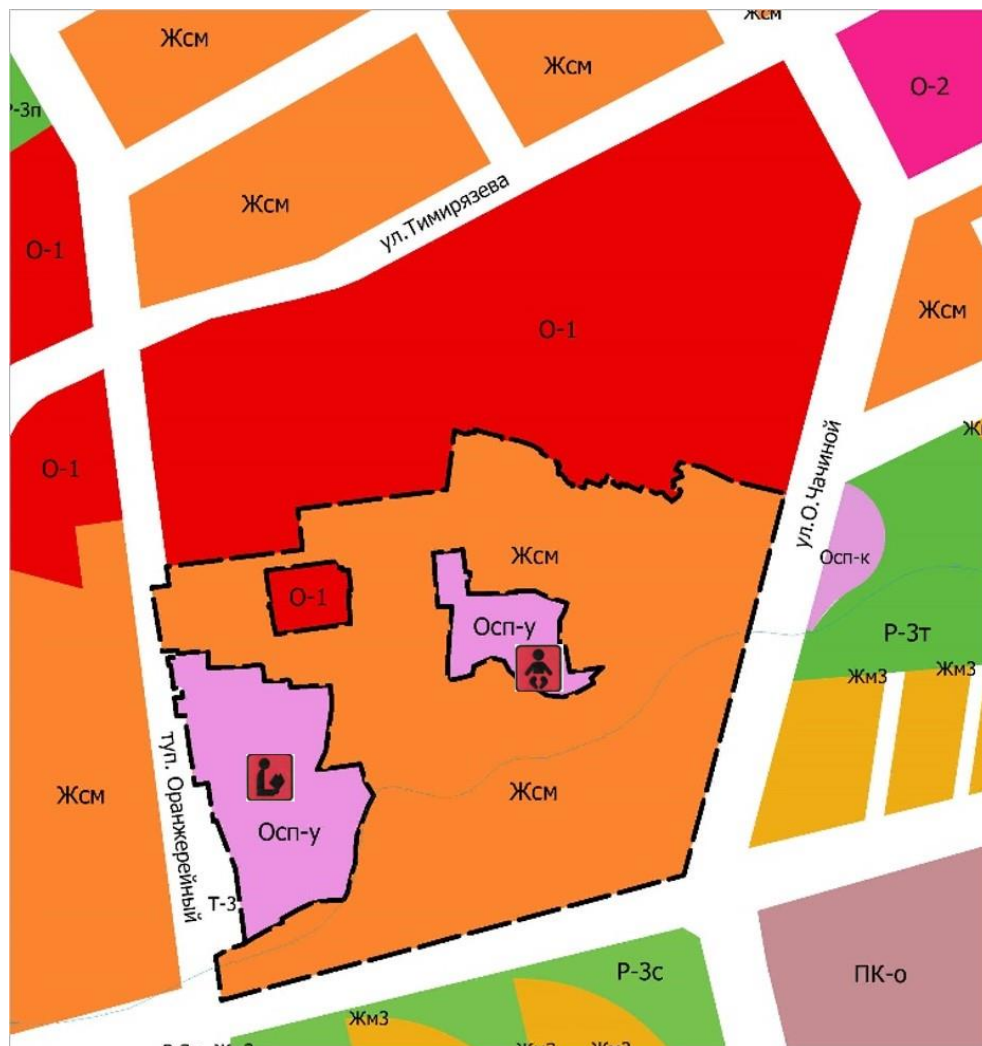 Жсм
Жсм
Жсм
О-2
Р-3п
Жсм
ул.Тимирязева
О-1
Жсм
О-1
О-1
ул.О.Чачиной
Жсм
Осп-к
О-1
Осп-у
Р-3т
Жм3
Жм3
туп. Оранжерейный
Жсм
Жсм
Осп-у
Т-3
Р-3с
ПК-о
Жм3